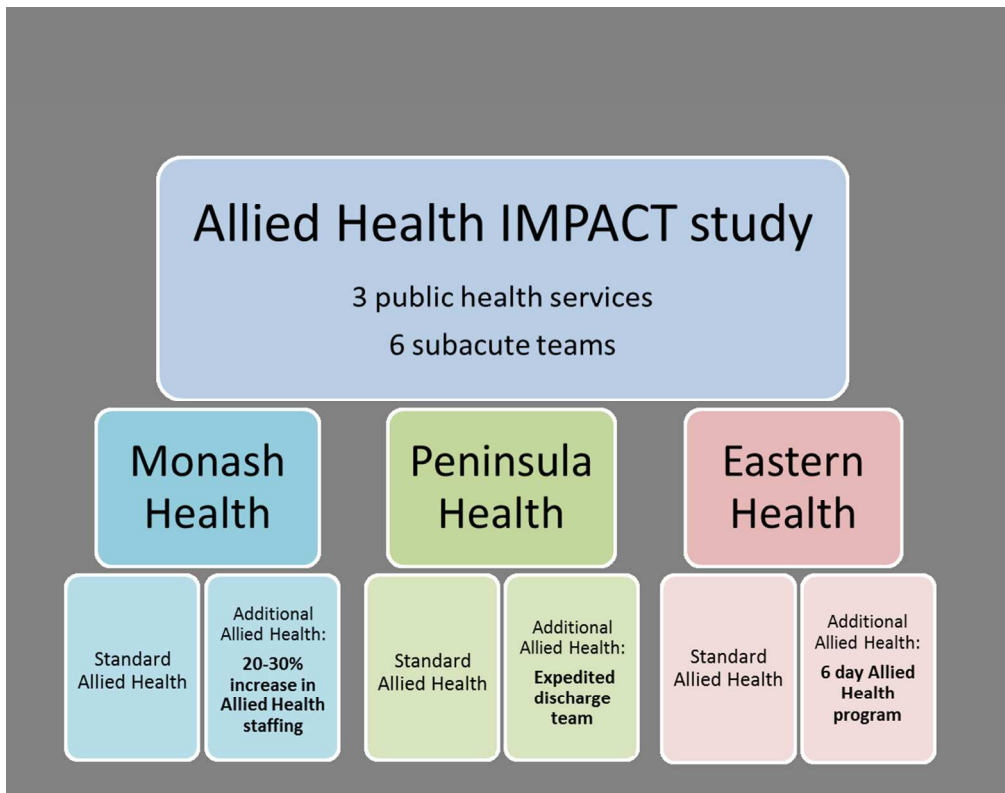 Allied Health IMPACT study
3 public health services
6 subacute teams
Monash
Health
Peninsula
Health
Eastern
Health
Standard
Allied Health
Additional
Allied Health:
20-30%
increase in
Allied Health
staffing
Standard
Allied Health
Additional
Allied Health:
Expedited
discharge
team
Standard
Allied Health
Additional
Allied Health:
6 day Allied
Health
program